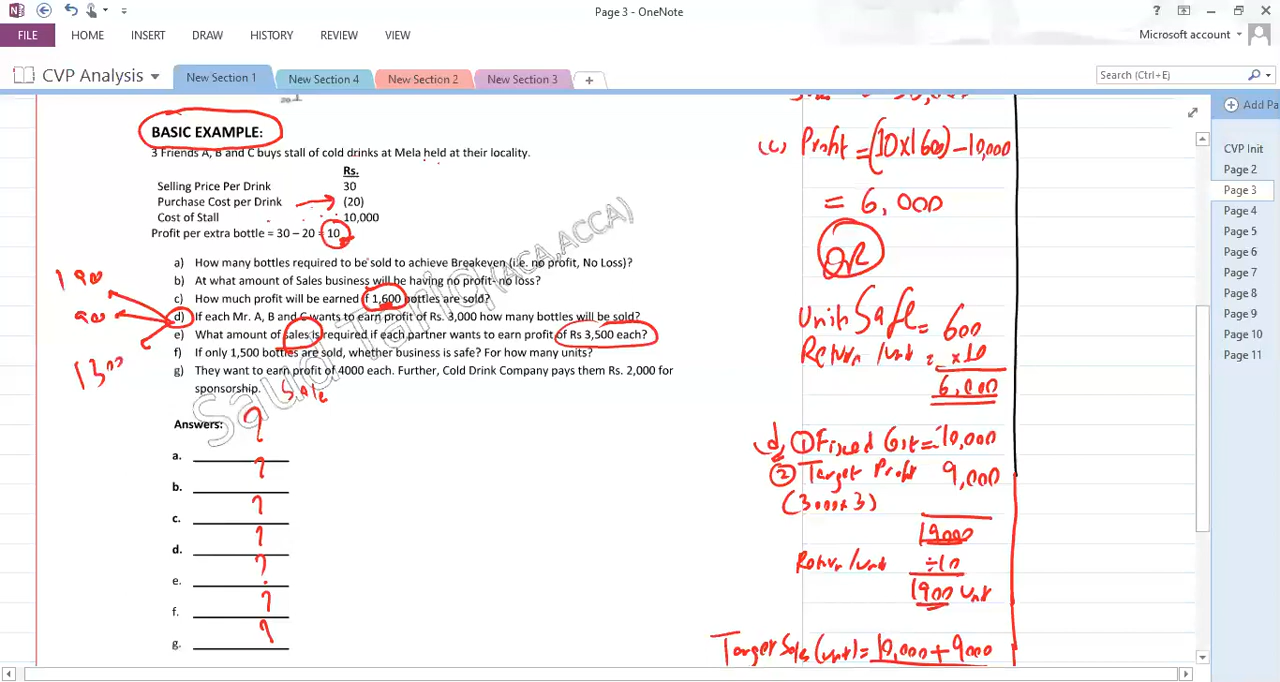 Page 3 - OneNote
FILE HOME INSERT DRAW HISTORY REVIEW VIEW
Microsoft account
CVP Analysis
New Section 1 New Section 4 New Section 2 New Section 3
Search (Ctrl+E)
Add Pa
CVP Init
Page 2
Page 3
Page 4
Page 5
Page 6
Page 7
Page 8
Page 9
Page 10
Page 11
BASIC EXAMPLE:
3 Friends A, B and C buys stall of cold drinks at Mela held at their locality.
Rs.
Selling Price Per Drink 30
Purchase Cost per Drink (20)
Cost of Stall 10,000
Profit per extra bottle = 30 – 20 = 10
a) How many bottles required to be sold to achieve Breakeven (i.e. no profit, No Loss)?
b) At what amount of Sales business will be having no profit- no loss?
c) How much profit will be earned if 1,600 bottles are sold?
d) If each Mr. A, B and C wants to earn profit of Rs. 3,000 how many bottles will be sold?
e) What amount of sales is required if each partner wants to earn profit of Rs 3,500 each?
f) If only 1,500 bottles are sold, whether business is safe? For how many units?
g) They want to earn profit of 4000 each. Further, Cold Drink Company pays them Rs. 2,000 for
sponsorship.
Sale
190
90
1300
Answers: ?
a. ?
b. ?
c. ?
d. ?
e. ?
f. ?
g.
Saud Tariq (ACA,ACCA)
(c) Profit = (10×1600) – 10,000
= 6,000
OR
Units Safe = 600
Return /unit = ×10
6,000
(d) ① Fixed Cost = 10,000
② Target Profit 9,000
(3000×3)
19000
Return /unit ÷10
1900 unit
Target Sales (unit) = 10,000 + 9000